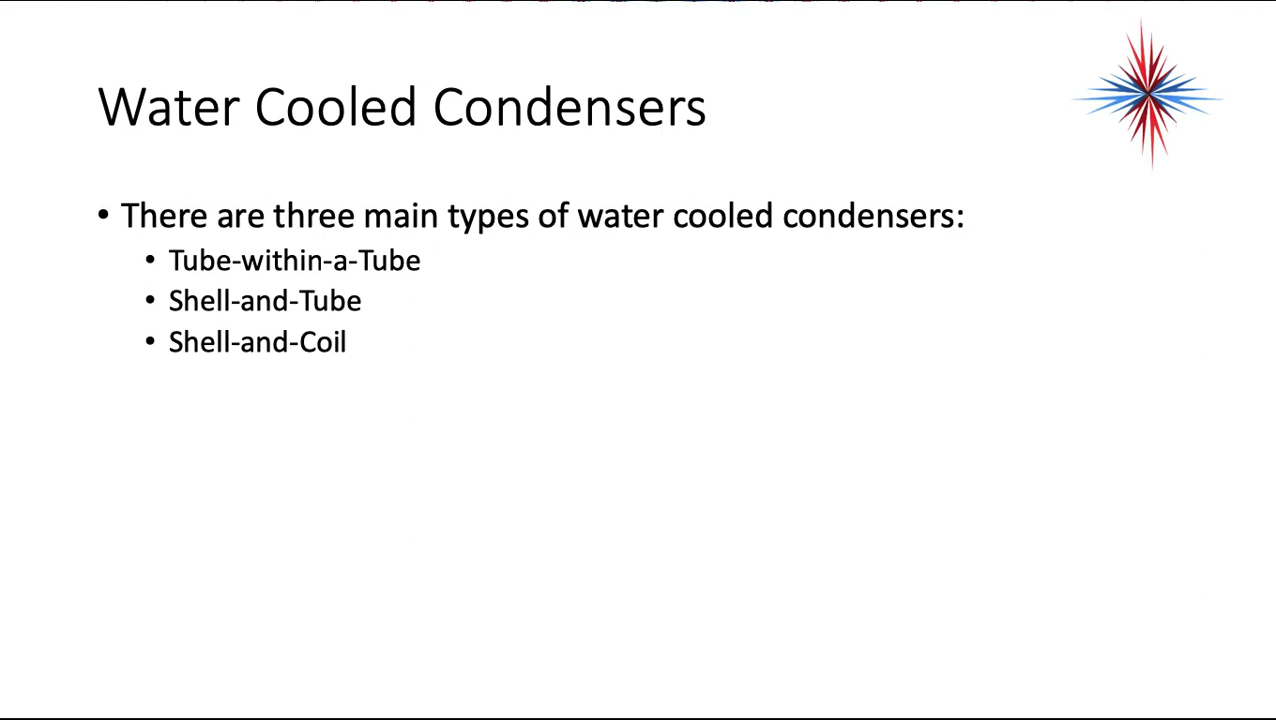 Water Cooled Condensers
• There are three main types of water cooled condensers:
• Tube-within-a-Tube
• Shell-and-Tube
• Shell-and-Coil